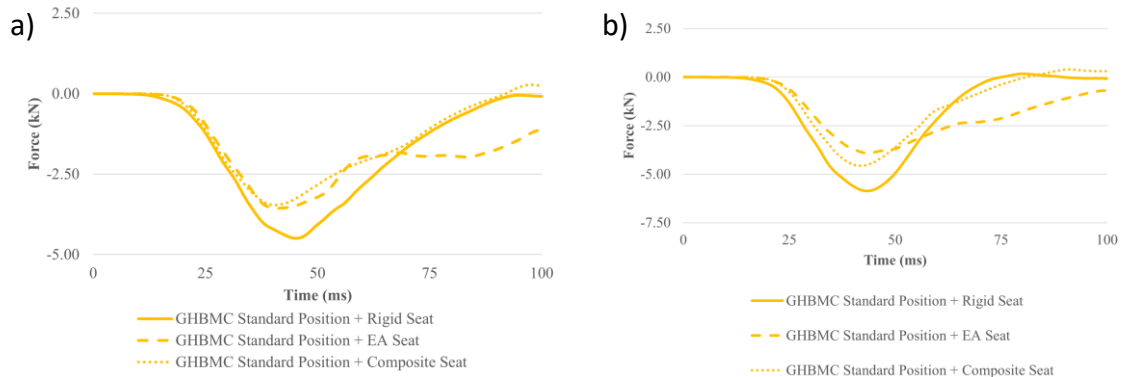 a)
2.50
0.00
-2.50
-5.00
Force (kN)
0 25 50 75 100
Time (ms)
GHBMC Standard Position + Rigid Seat
GHBMC Standard Position + EA Seat
GHBMC Standard Position + Composite Seat
b)
2.50
0.00
-2.50
-5.00
-7.50
Force (kN)
0 25 50 75 100
Time (ms)
GHBMC Standard Position + Rigid Seat
GHBMC Standard Position + EA Seat
GHBMC Standard Position + Composite Seat